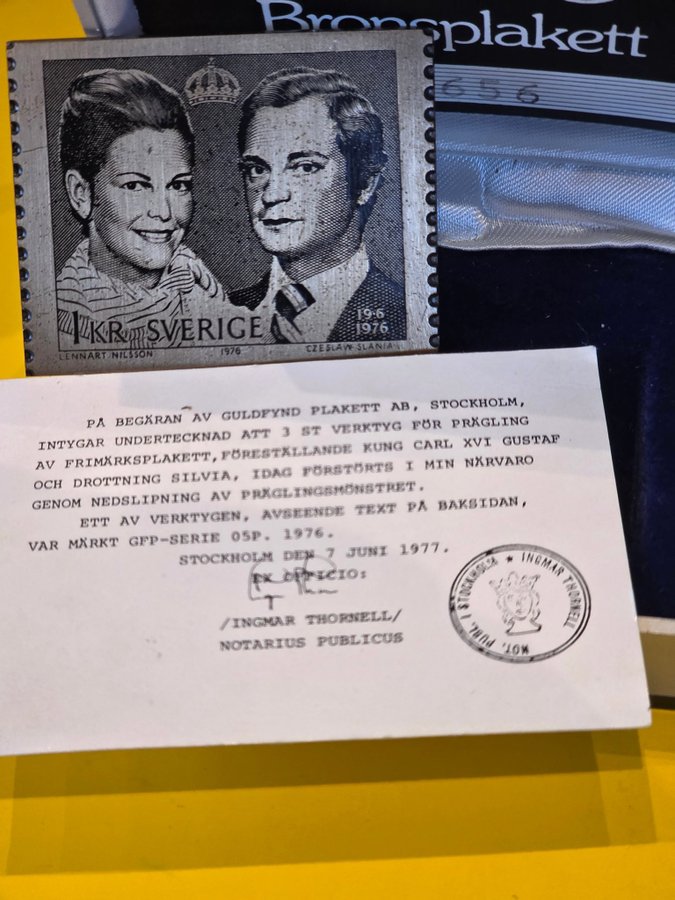 Bronsplakett
656
1 KR SVERIGE
19·6
1976
LENNART NILSSON 1976 CZESŁAW SLANIA
PÅ BEGÄRAN AV GULDFYND PLAKETT AB, STOCKHOLM,
INTYGAR UNDERTECKNAD ATT 3 ST VERKTYG FÖR PRÄGLING
AV FRIMÄRKSPLAKETT,FÖRESTÄLLANDE KUNG CARL XVI GUSTAF
OCH DROTTNING SILVIA, IDAG FÖRSTÖRTS I MIN NÄRVARO
GENOM NEDSLIPNING AV PRÄGLINGSMÖNSTRET.
ETT AV VERKTYGEN, AVSEENDE TEXT PÅ BAKSIDAN,
VAR MÄRKT GFP-SERIE 05P. 1976.
STOCKHOLM DEN 7 JUNI 1977.
EX OFFICIO:
/INGMAR THORNELL/
NOTARIUS PUBLICUS
NOT. PUBL. I STOCKHOLM ★ INGMAR THORNELL